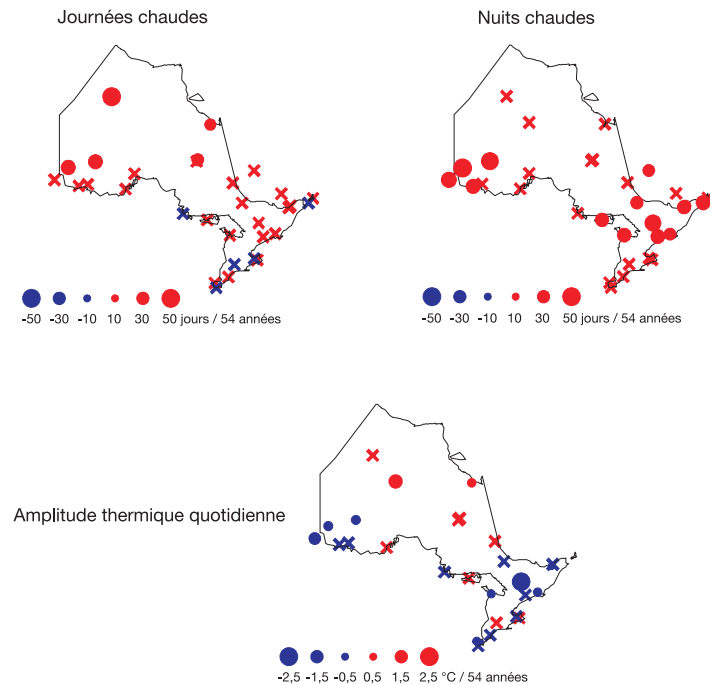 Journées chaudes
Nuits chaudes
-50 -30 -10 10 30 50 jours / 54 années
-50 -30 -10 10 30 50 jours / 54 années
Amplitude thermique quotidienne
-2,5 -1,5 -0,5 0,5 1,5 2,5 °C / 54 années